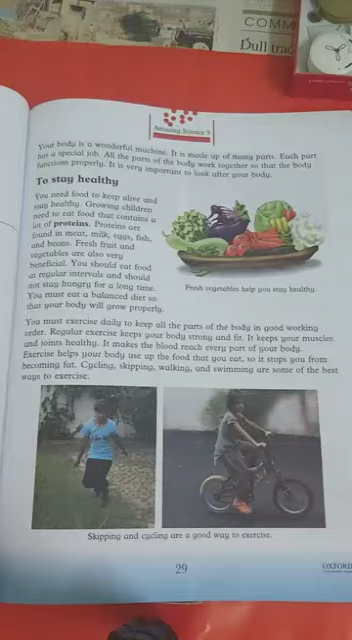 COMM
Dull trad
Amazing Science 3
Your body is a wonderful machine. It is made up of many parts. Each part
has a special job. All the parts of the body work together so that the body
functions properly. It is very important to look after your body.
To stay healthy
You need food to keep alive and
stay healthy. Growing children
need to eat food that contains a
lot of proteins. Proteins are
found in meat, milk, eggs, fish,
and beans. Fresh fruit and
vegetables are also very
beneficial. You should eat food
at regular intervals and should
not stay hungry for a long time.
You must eat a balanced diet so
that your body will grow properly.
Fresh vegetables help you stay healthy.
You must exercise daily to keep all the parts of the body in good working
order. Regular exercise keeps your body strong and fit. It keeps your muscles
and joints healthy. It makes the blood reach every part of your body.
Exercise helps your body use up the food that you eat, so it stops you from
becoming fat. Cycling, skipping, walking, and swimming are some of the best
ways to exercise.
Skipping and cycling are a good way to exercise.
29
OXFORD